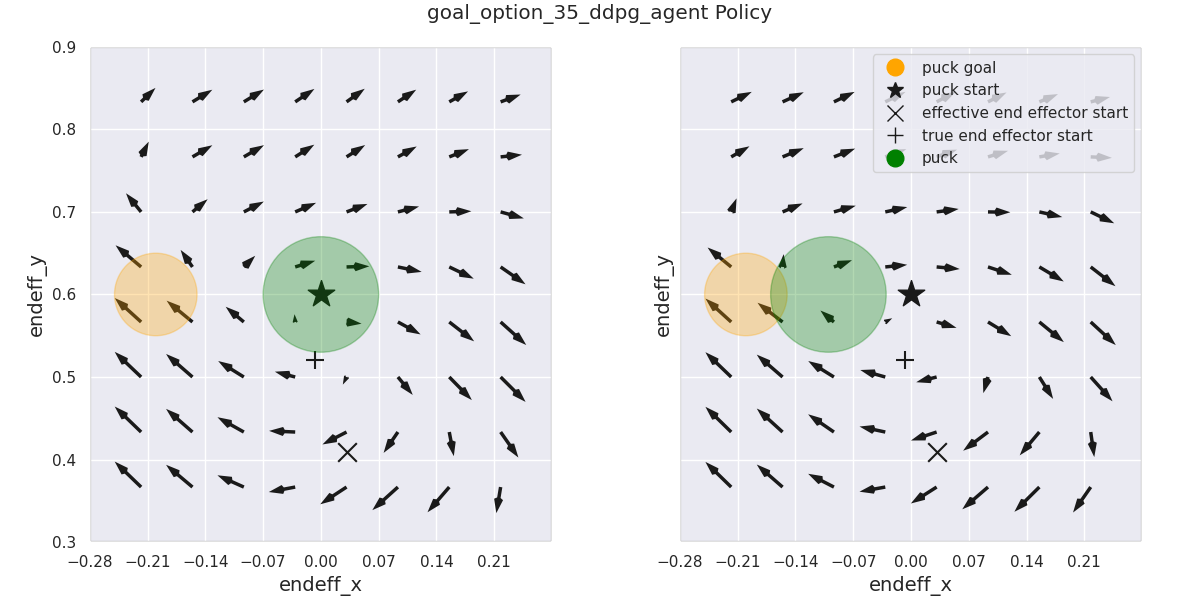 goal_option_35_ddpg_agent Policy
0.9
0.8
0.7
0.6
0.5
0.4
0.3
endeff_y
−0.28 −0.21 −0.14 −0.07 0.00 0.07 0.14 0.21
endeff_x
endeff_y
puck goal
puck start
effective end effector start
true end effector start
puck
−0.28 −0.21 −0.14 −0.07 0.00 0.07 0.14 0.21
endeff_x